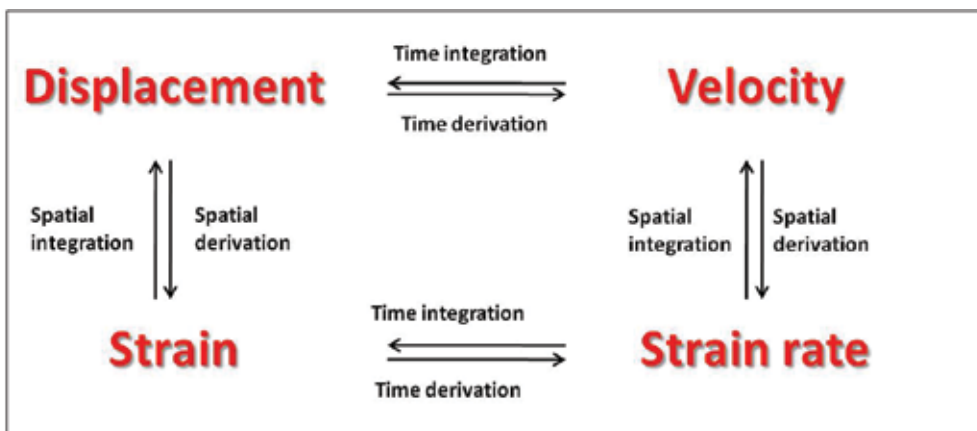 Time integration
Displacement
Velocity
Time derivation
Spatial
integration
Spatial
derivation
Spatial
integration
Spatial
derivation
Time integration
Strain
Strain rate
Time derivation